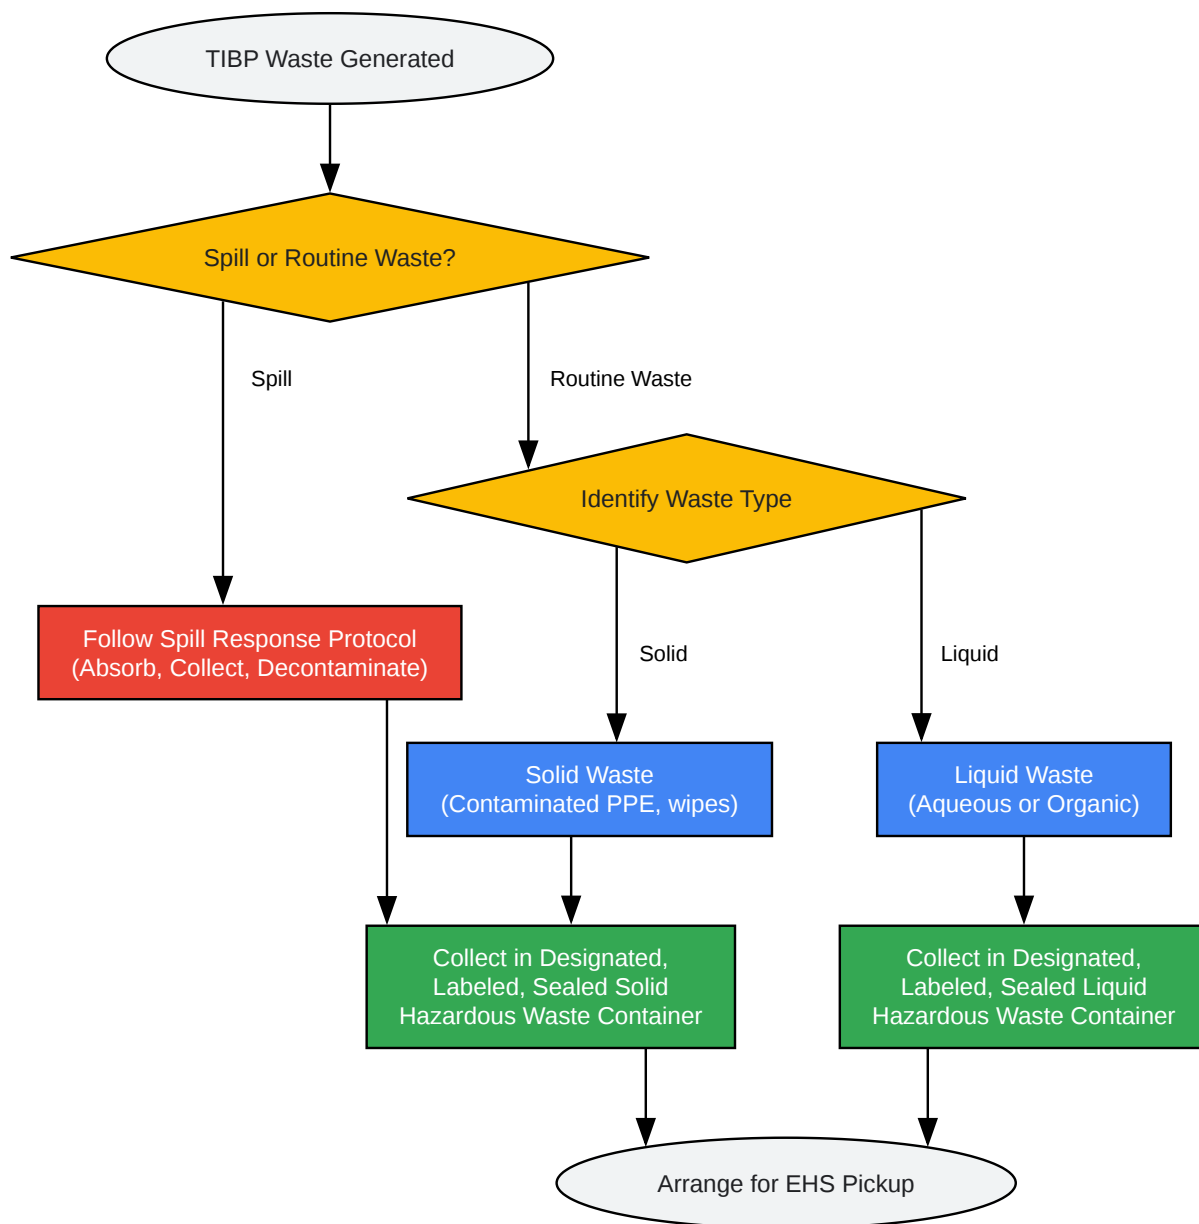 TIBP Waste Generated
Spill or Routine Waste?
Spill
Routine Waste
Identify Waste Type
Follow Spill Response Protocol
(Absorb, Collect, Decontaminate)
Solid
Liquid
Solid Waste
(Contaminated PPE, wipes)
Liquid Waste
(Aqueous or Organic)
Collect in Designated,
Labeled, Sealed Solid
Hazardous Waste Container
Collect in Designated,
Labeled, Sealed Liquid
Hazardous Waste Container
Arrange for EHS Pickup